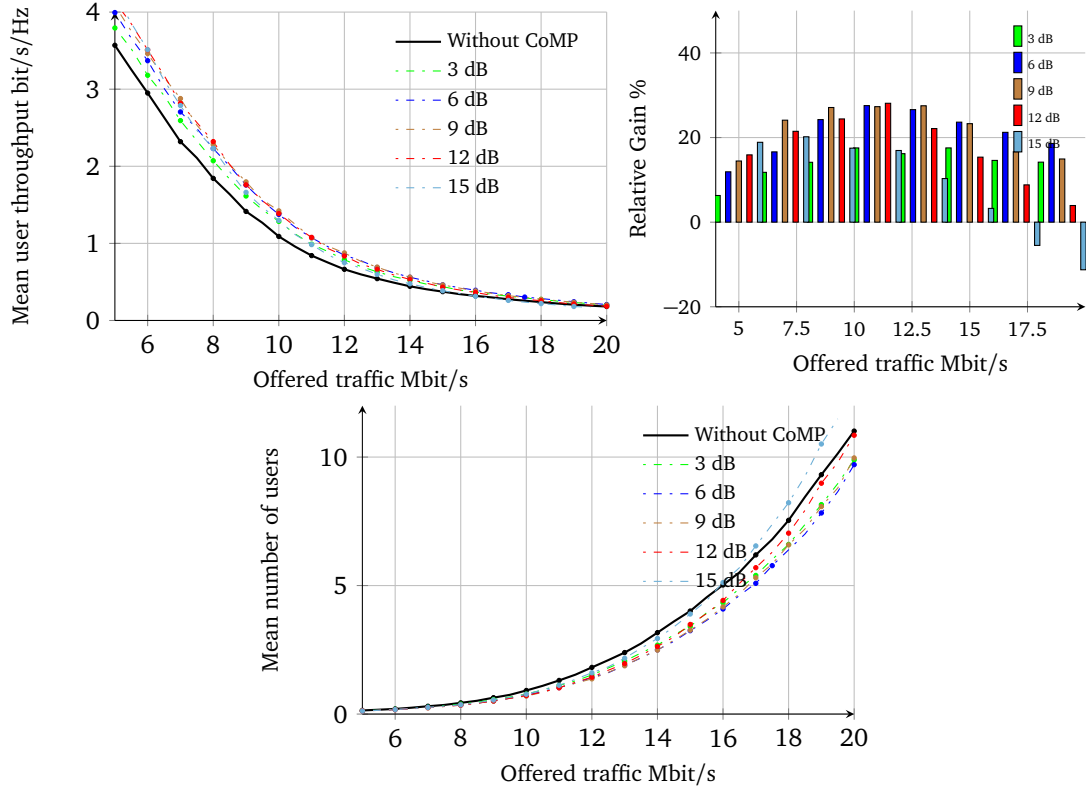 Mean user throughput bit/s/Hz
4
3
2
1
0
6 8 10 12 14 16 18 20
Offered traffic Mbit/s
Without CoMP
3 dB
6 dB
9 dB
12 dB
15 dB
Relative Gain %
40
20
0
−20
5 7.5 10 12.5 15 17.5
Offered traffic Mbit/s
3 dB
6 dB
9 dB
12 dB
15 dB
Mean number of users
10
5
0
6 8 10 12 14 16 18 20
Offered traffic Mbit/s
Without CoMP
3 dB
6 dB
9 dB
12 dB
15 dB